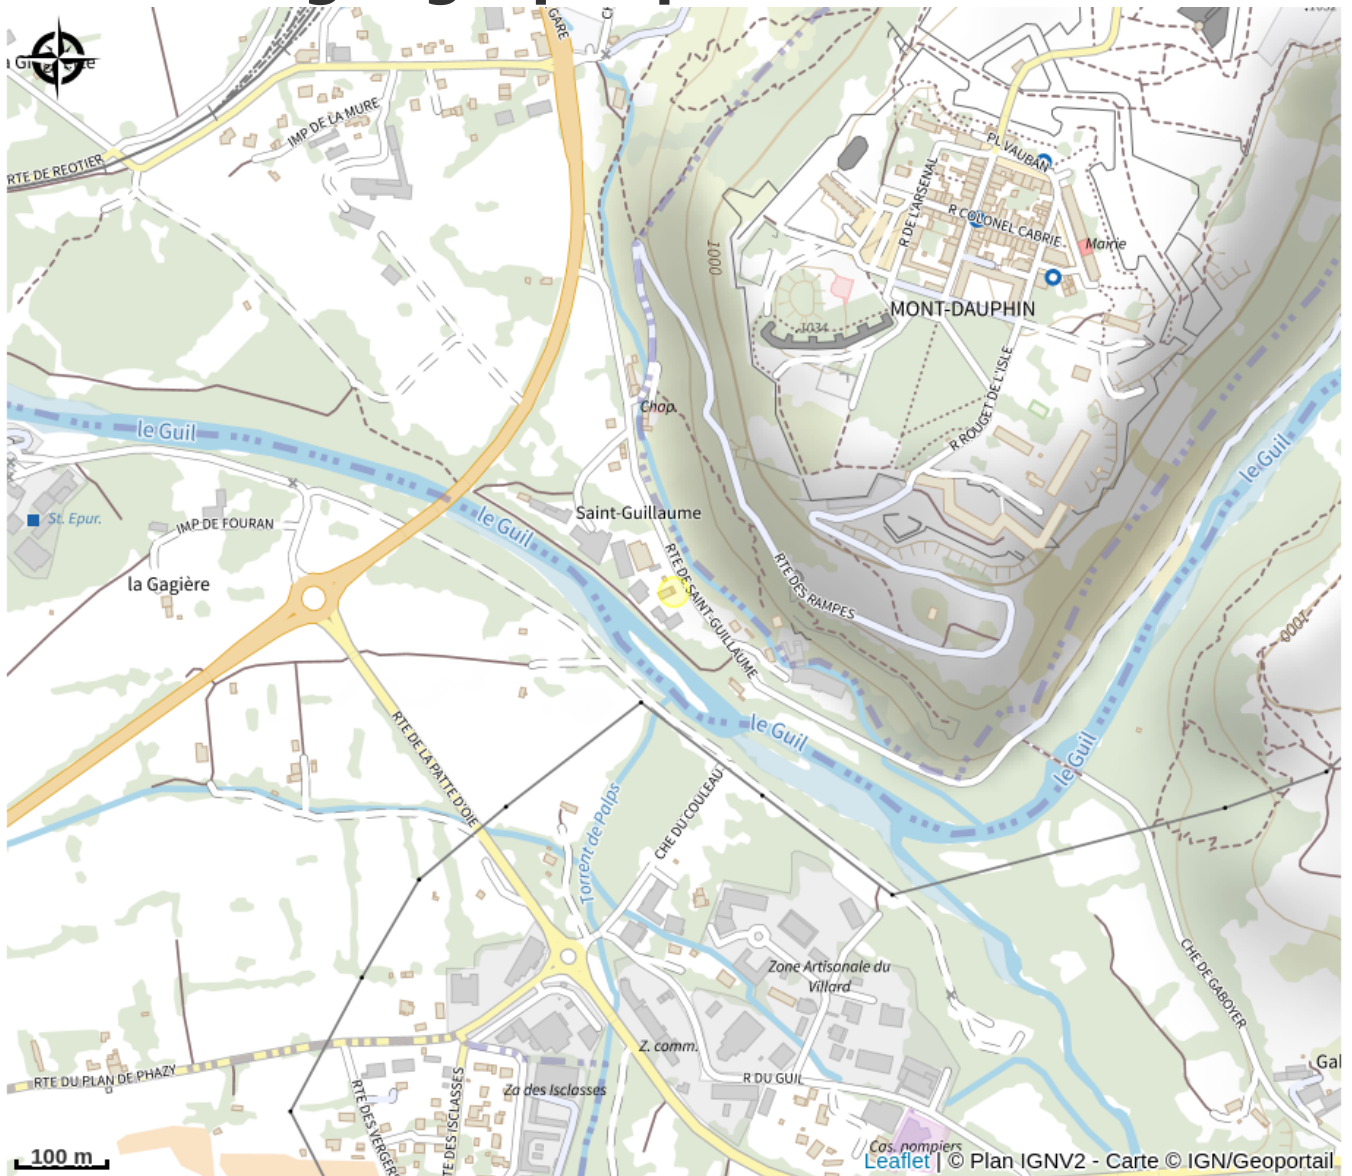 GARE
1032
IMP DE LA MURE
RTE DE REOTIER
PL VAUBAN
R DE L'ARSENAL
R COLONEL CABRIE
Mairie
1000
MONT-DAUPHIN
1034
R ROUGET DE L'ISLE
Chap.
le Guil
le Guil
le Guil
St. Epur.
IMP DE FOURAN
Saint-Guillaume
la Gagière
RTE DE SAINT-GUILLAUME
RTE DES RAMPES
1000
le Guil
le Guil
RTE DE LA PATTE D'OIE
Torrent de Palps
CHE DU COULEAU
Zone Artisanale du
Villard
CHE DE GABOYER
Z. comm.
R DU GUIL
RTE DU PLAN DE PHAZY
RTE DES VERGERS
TE DES ISCLASSES
Za des Isclasses
Gal
Cas. pompiers
100 m
Leaflet | © Plan IGNV2 - Carte © IGN/Geoportail